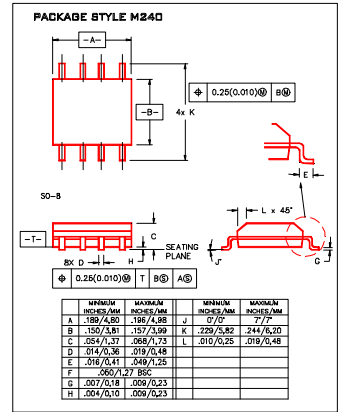 PACKAGE STYLE M240
-A-
-B-
4x K
⌖ 0.25(0.010)Ⓜ BⓂ
E
SO-8
L x 45°
C
-T-
SEATING
PLANE
8X D
H
J
G
⌖ 0.25(0.010)Ⓜ T BⓈ AⓈ
MINIMUM MAXIMUM MINIMUM MAXIMUM
INCHES/MM INCHES/MM INCHES/MM INCHES/MM
A .189/4,80 .196/4,98 J 0°/0° 7°/7°
B .150/3,81 .157/3,99 K .229/5,82 .244/6,20
C .054/1,37 .068/1,73 L .010/0,25 .019/0,48
D .014/0,36 .019/0,48
E .016/0,41 .049/1,25
F .050/1.27 BSC
G .007/0,18 .009/0,23
H .004/0,10 .009/0,23